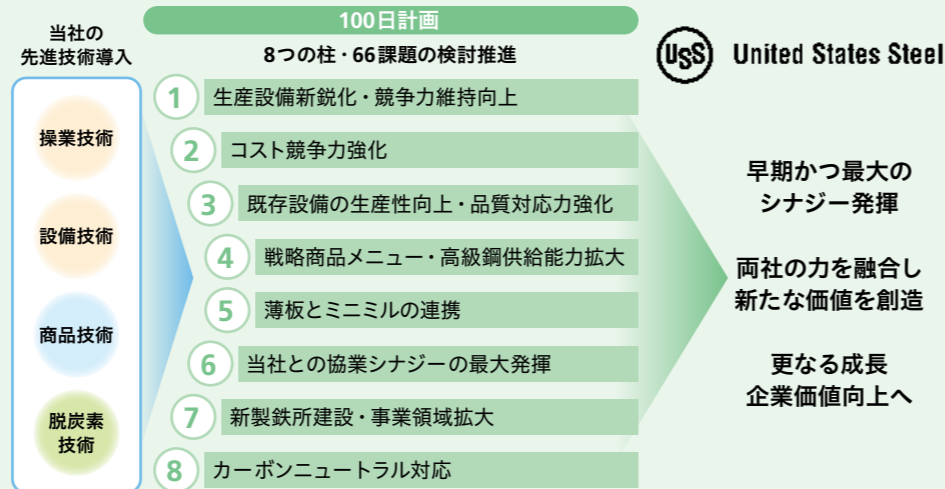 当社の
先進技術導入
操業技術
設備技術
商品技術
脱炭素
技術
100日計画
8つの柱・66課題の検討推進
1 生産設備新鋭化・競争力維持向上
2 コスト競争力強化
3 既存設備の生産性向上・品質対応力強化
4 戦略商品メニュー・高級鋼供給能力拡大
5 薄板とミニミルの連携
6 当社との協業シナジーの最大発揮
7 新製鉄所建設・事業領域拡大
8 カーボンニュートラル対応
USS United States Steel
早期かつ最大の
シナジー発揮
両社の力を融合し
新たな価値を創造
更なる成長
企業価値向上へ